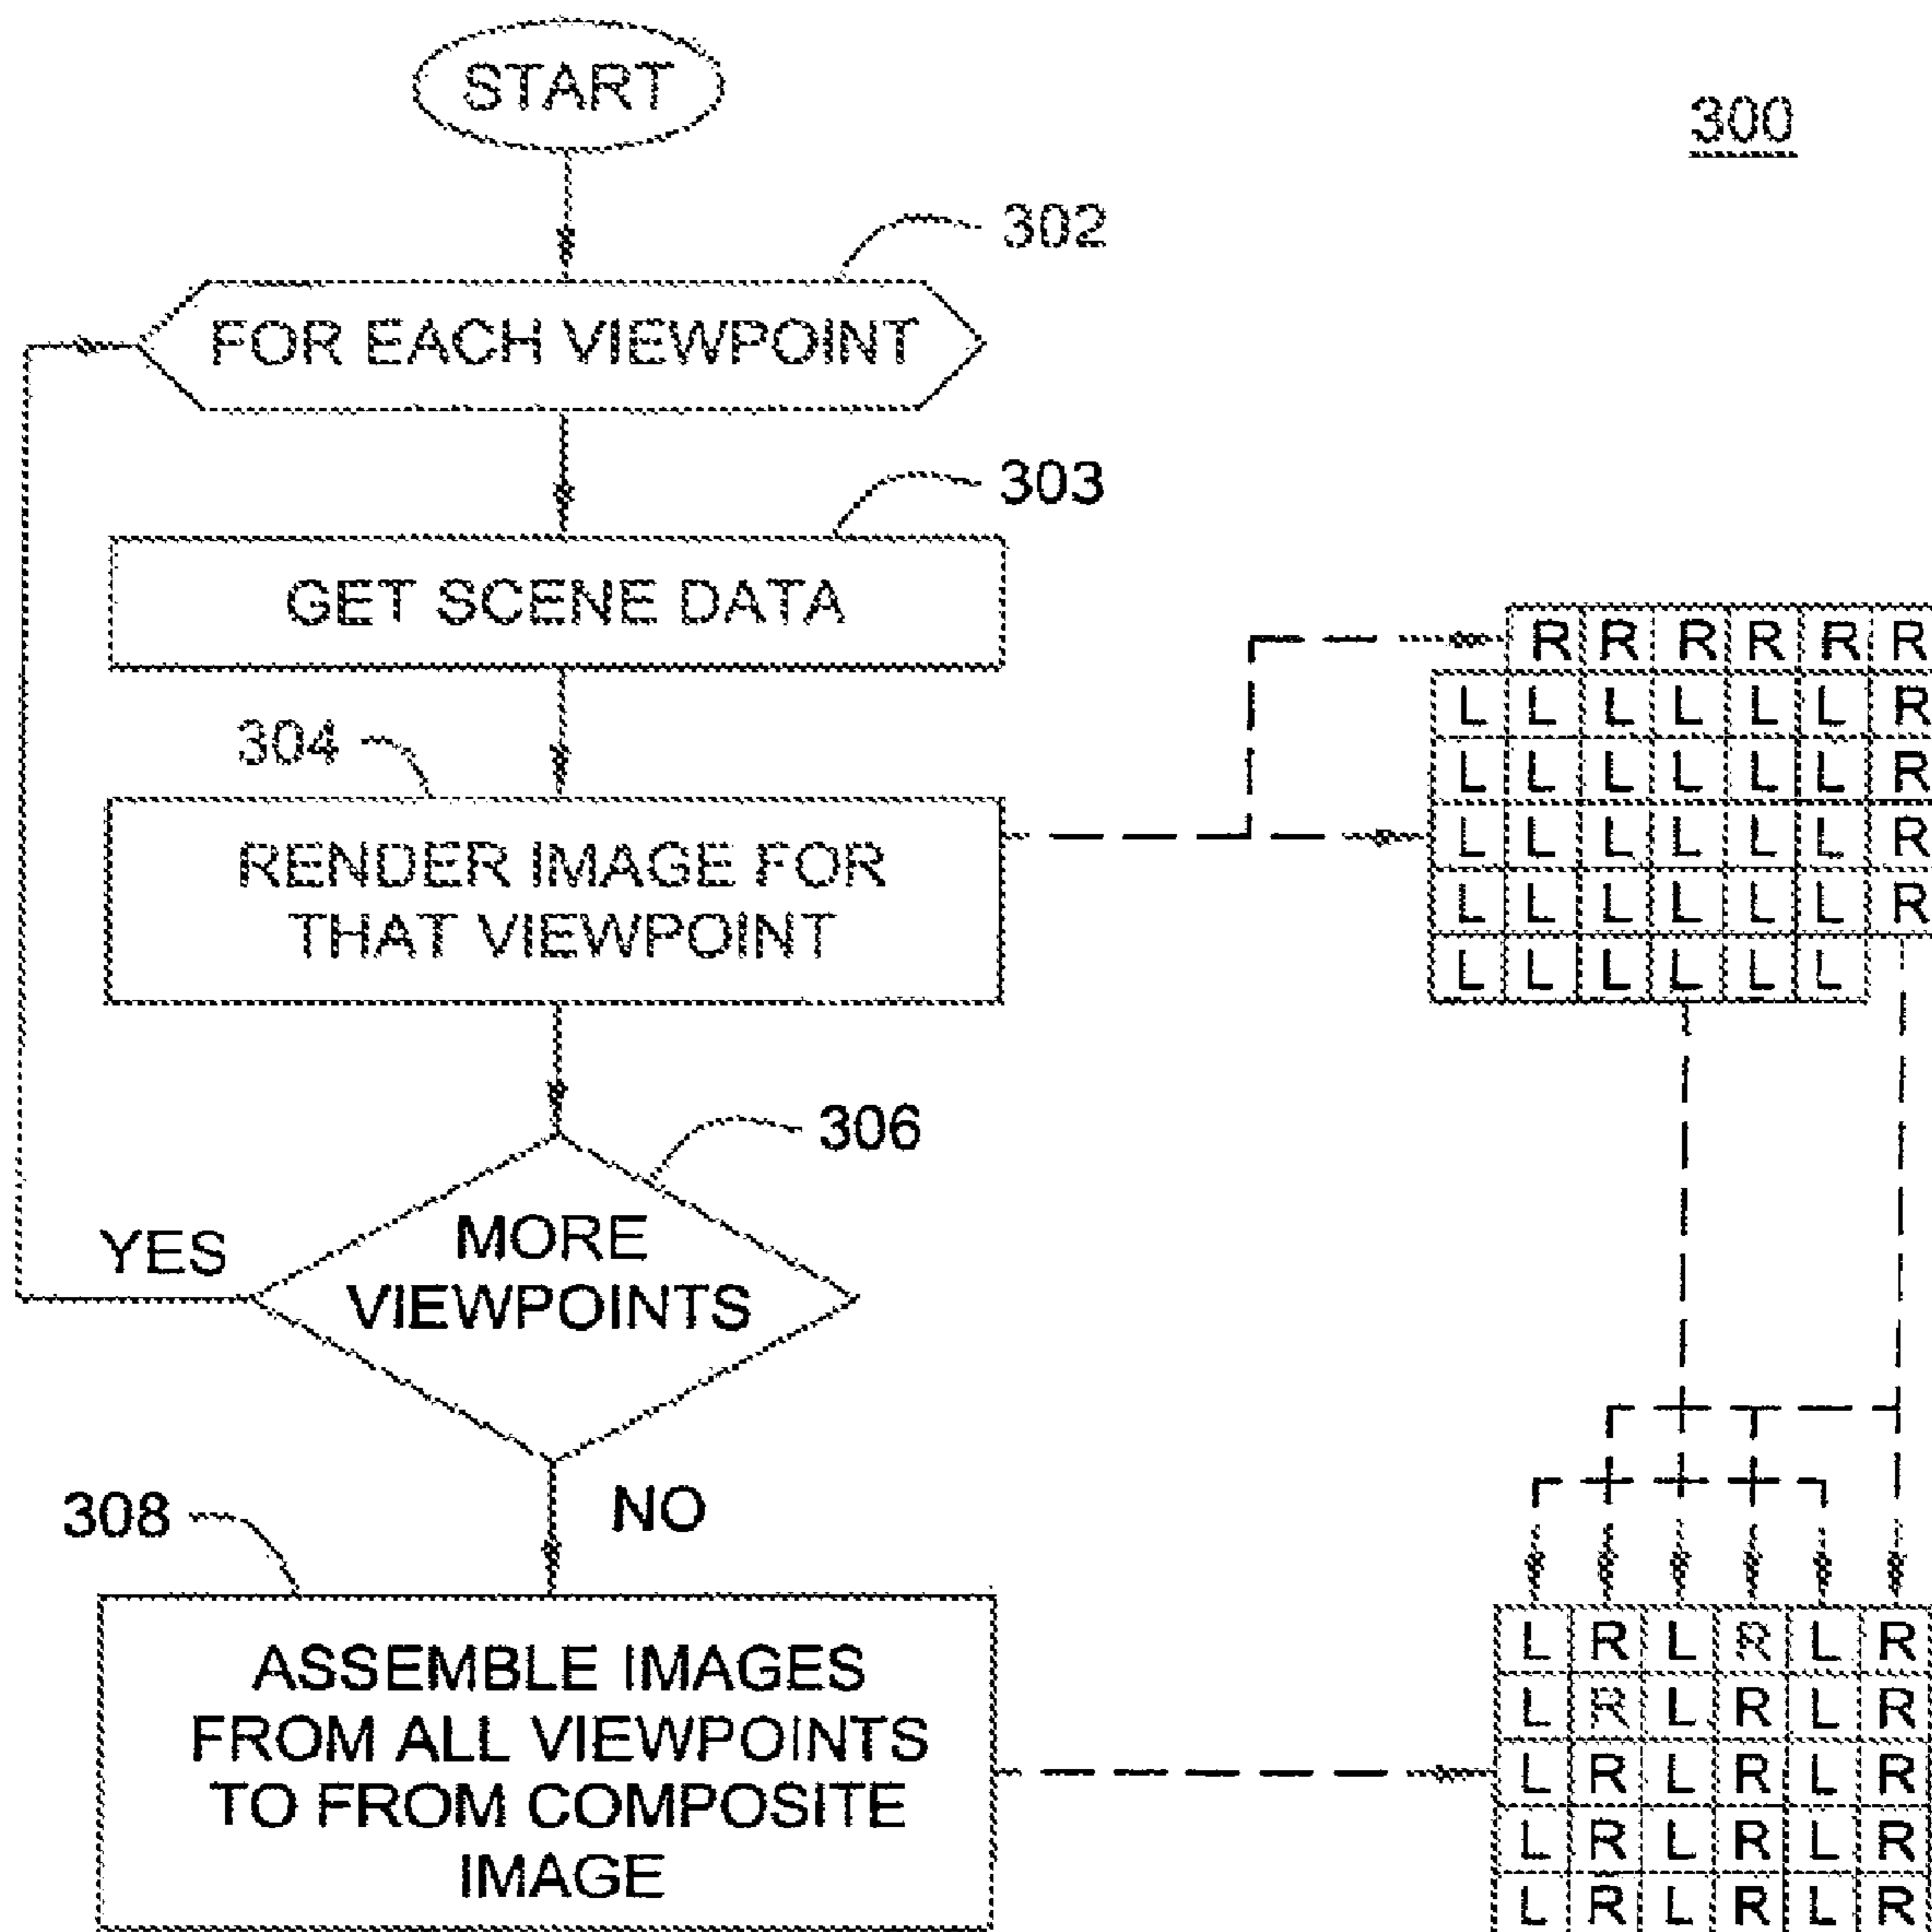 START
300
302
FOR EACH VIEWPOINT
303
GET SCENE DATA
304
RENDER IMAGE FOR
THAT VIEWPOINT
R R R R R R
L L L L L L R
L L L L L L R
L L L L L L R
L L L L L L R
L L L L L L
306
MORE
VIEWPOINTS
YES
NO
308
ASSEMBLE IMAGES
FROM ALL VIEWPOINTS
TO FROM COMPOSITE
IMAGE
L R L R L R
L R L R L R
L R L R L R
L R L R L R
L R L R L R